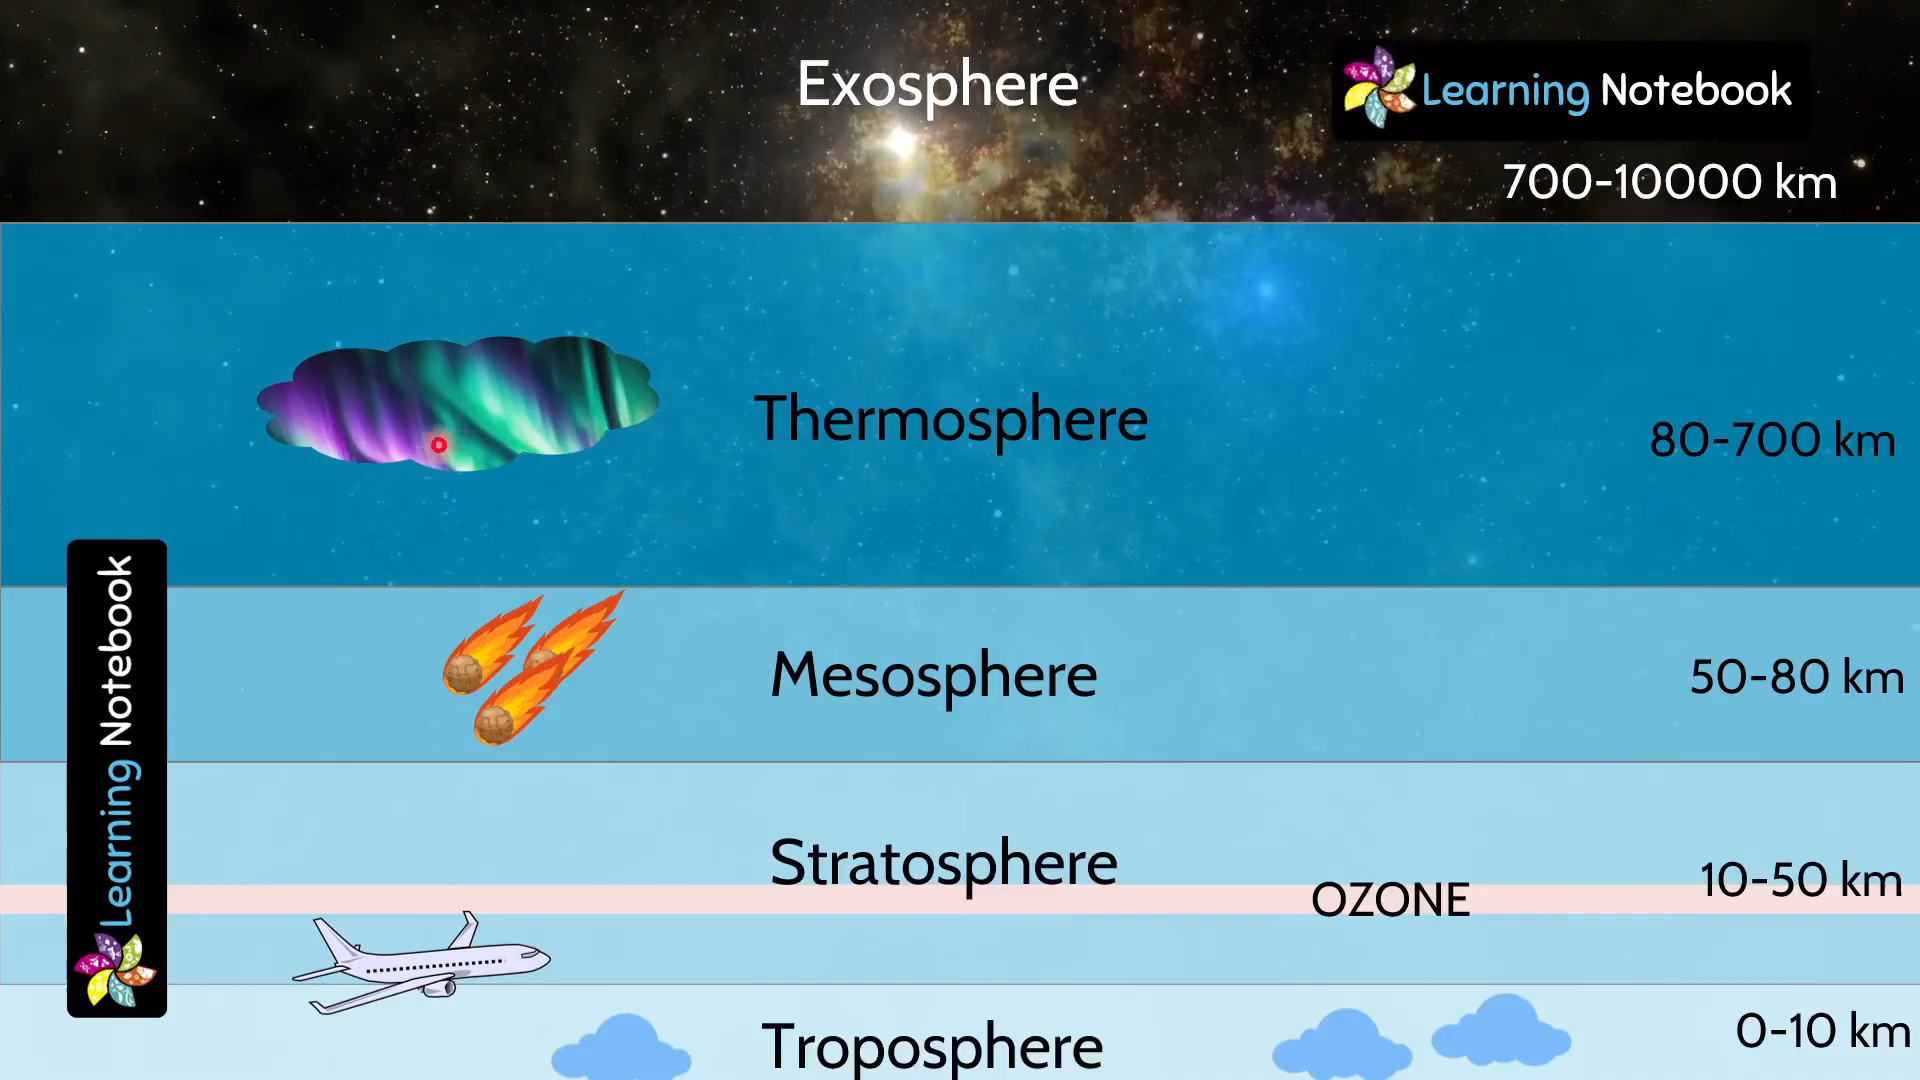 Exosphere
Learning Notebook
700-10000 km
Thermosphere
80-700 km
Learning Notebook
Mesosphere
50-80 km
Stratosphere
10-50 km
OZONE
Troposphere
0-10 km